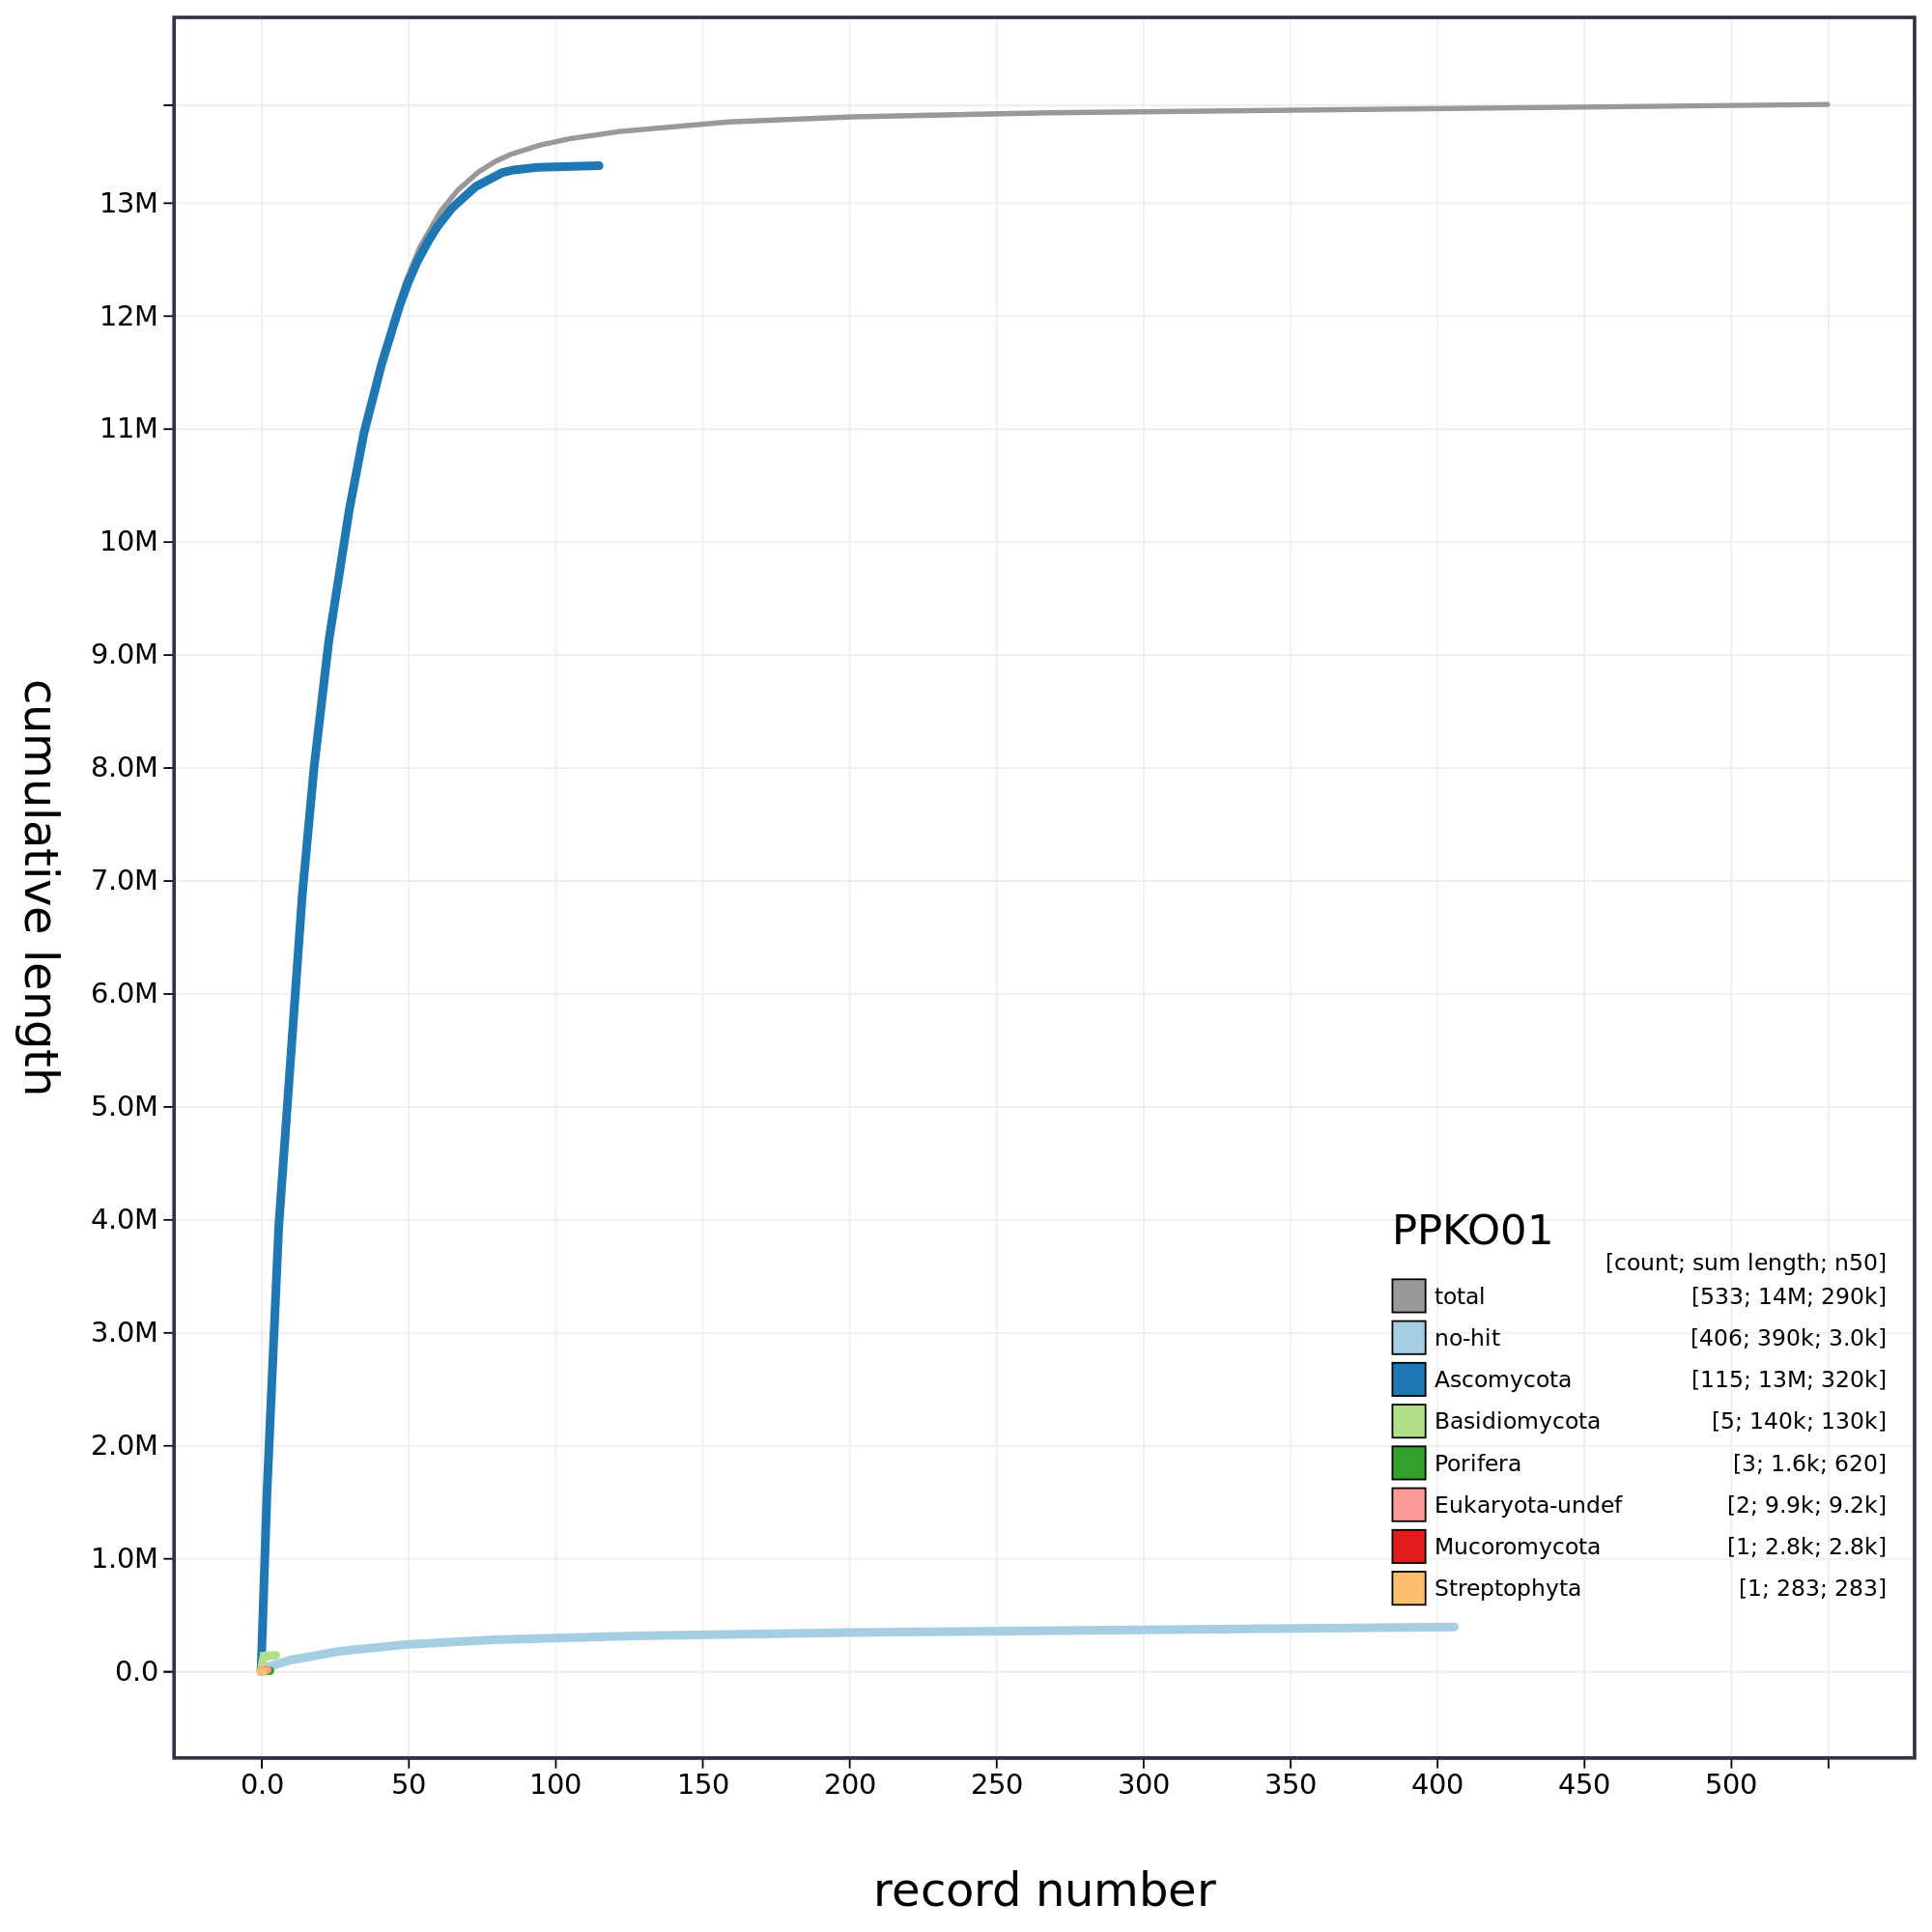 13M
12M
11M
10M
9.0M
8.0M
7.0M
6.0M
5.0M
4.0M
3.0M
2.0M
1.0M
0.0
cumulative length
PPKO01
[count; sum length; n50]
total [533; 14M; 290k]
no-hit [406; 390k; 3.0k]
Ascomycota [115; 13M; 320k]
Basidiomycota [5; 140k; 130k]
Porifera [3; 1.6k; 620]
Eukaryota-undef [2; 9.9k; 9.2k]
Mucoromycota [1; 2.8k; 2.8k]
Streptophyta [1; 283; 283]
0.0 50 100 150 200 250 300 350 400 450 500
record number